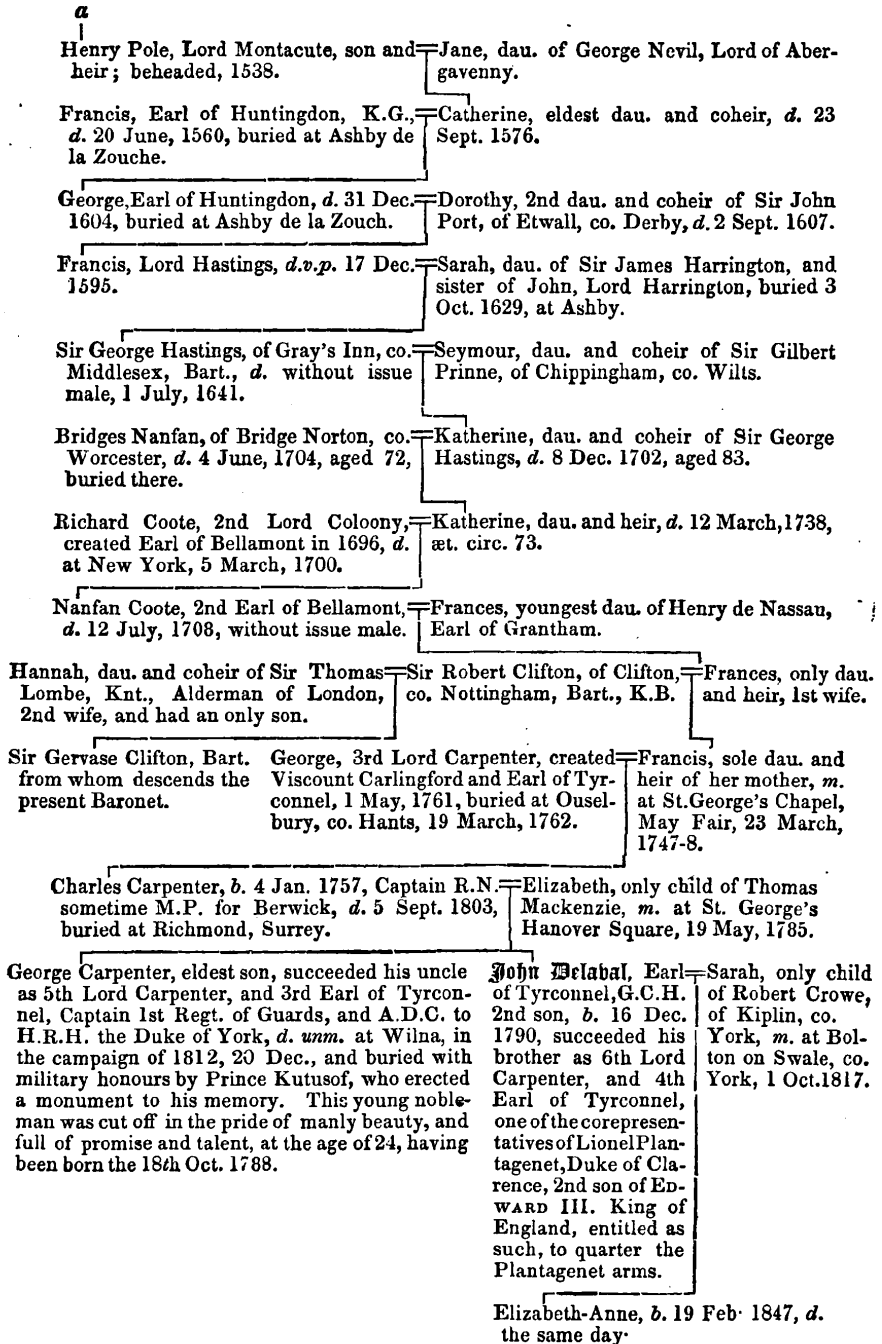 a
Henry Pole, Lord Montacute, son and
heir; beheaded, 1538.
Jane, dau. of George Nevil, Lord of Aber-
gavenny.
Francis, Earl of Huntingdon, K.G.,
d. 20 June, 1560, buried at Ashby de
la Zouche.
Catherine, eldest dau. and coheir, d. 23
Sept. 1576.
George, Earl of Huntingdon, d. 31 Dec.
1604, buried at Ashby de la Zouch.
Dorothy, 2nd dau. and coheir of Sir John
Port, of Etwall, co. Derby, d. 2 Sept. 1607.
Francis, Lord Hastings, d.v.p. 17 Dec.
1595.
Sarah, dau. of Sir James Harrington, and
sister of John, Lord Harrington, buried 3
Oct. 1629, at Ashby.
Sir George Hastings, of Gray's Inn, co.
Middlesex, Bart., d. without issue
male, 1 July, 1641.
Seymour, dau. and coheir of Sir Gilbert
Prinne, of Chippingham, co. Wilts.
Bridges Nanfan, of Bridge Norton, co.
Worcester, d. 4 June, 1704, aged 72,
buried there.
Katherine, dau. and coheir of Sir George
Hastings, d. 8 Dec. 1702, aged 83.
Richard Coote, 2nd Lord Coloony,
created Earl of Bellamont in 1696, d.
at New York, 5 March, 1700.
Katherine, dau. and heir, d. 12 March, 1738,
æt. circ. 73.
Nanfan Coote, 2nd Earl of Bellamont,
d. 12 July, 1708, without issue male.
Frances, youngest dau. of Henry de Nassau,
Earl of Grantham.
Hannah, dau. and coheir of Sir Thomas
Lombe, Knt., Alderman of London,
2nd wife, and had an only son.
Sir Robert Clifton, of Clifton,
co. Nottingham, Bart., K.B.
Frances, only dau.
and heir, 1st wife.
Sir Gervase Clifton, Bart.
from whom descends the
present Baronet.
George, 3rd Lord Carpenter, created
Viscount Carlingford and Earl of Tyr-
connel, 1 May, 1761, buried at Ousel-
bury, co. Hants, 19 March, 1762.
Francis, sole dau. and
heir of her mother, m.
at St. George's Chapel,
May Fair, 23 March,
1747-8.
Charles Carpenter, b. 4 Jan. 1757, Captain R.N.
sometime M.P. for Berwick, d. 5 Sept. 1803,
buried at Richmond, Surrey.
Elizabeth, only child of Thomas
Mackenzie, m. at St. George's
Hanover Square, 19 May, 1785.
George Carpenter, eldest son, succeeded his uncle
as 5th Lord Carpenter, and 3rd Earl of Tyrcon-
nel, Captain 1st Regt. of Guards, and A.D.C. to
H.R.H. the Duke of York, d. unm. at Wilna, in
the campaign of 1812, 20 Dec., and buried with
military honours by Prince Kutusof, who erected
a monument to his memory. This young noble-
man was cut off in the pride of manly beauty, and
full of promise and talent, at the age of 24, having
been born the 18th Oct. 1788.
John Delabal, Earl
of Tyrconnel, G.C.H.
2nd son, b. 16 Dec.
1790, succeeded his
brother as 6th Lord
Carpenter, and 4th
Earl of Tyrconnel,
one of the corepresen-
tatives of Lionel Plan-
tagenet, Duke of Cla-
rence, 2nd son of ED-
WARD III. King of
England, entitled as
such, to quarter the
Plantagenet arms.
Sarah, only child
of Robert Crowe,
of Kiplin, co.
York, m. at Bol-
ton on Swale, co.
York, 1 Oct. 1817.
Elizabeth-Anne, b. 19 Feb. 1847, d.
the same day.